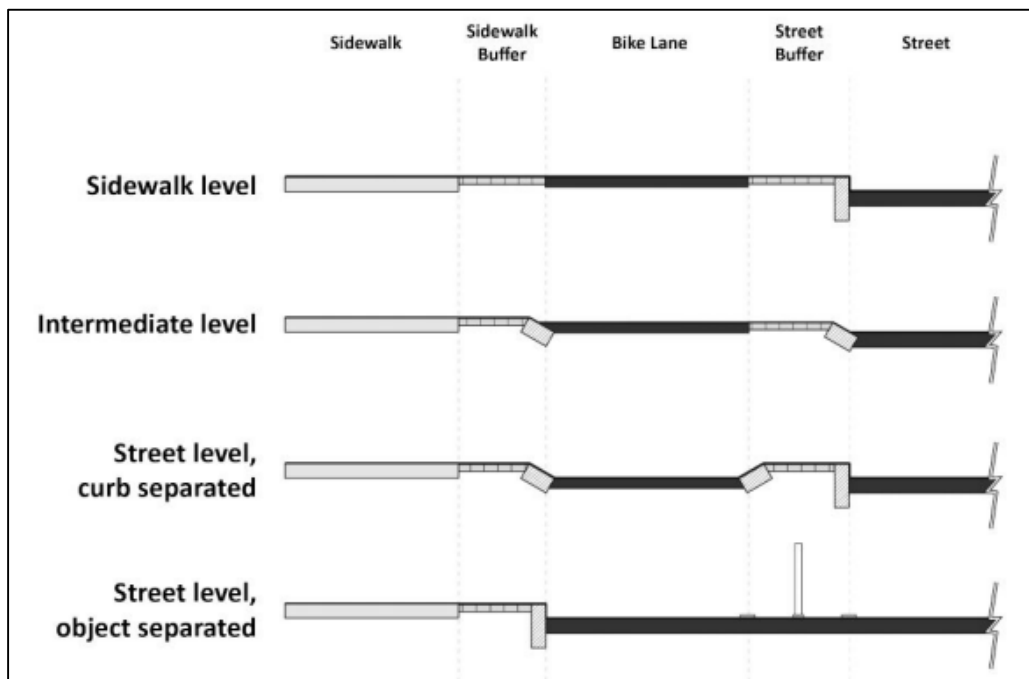 Sidewalk
Sidewalk
Buffer
Bike Lane
Street
Buffer
Street
Sidewalk level
Intermediate level
Street level,
curb separated
Street level,
object separated